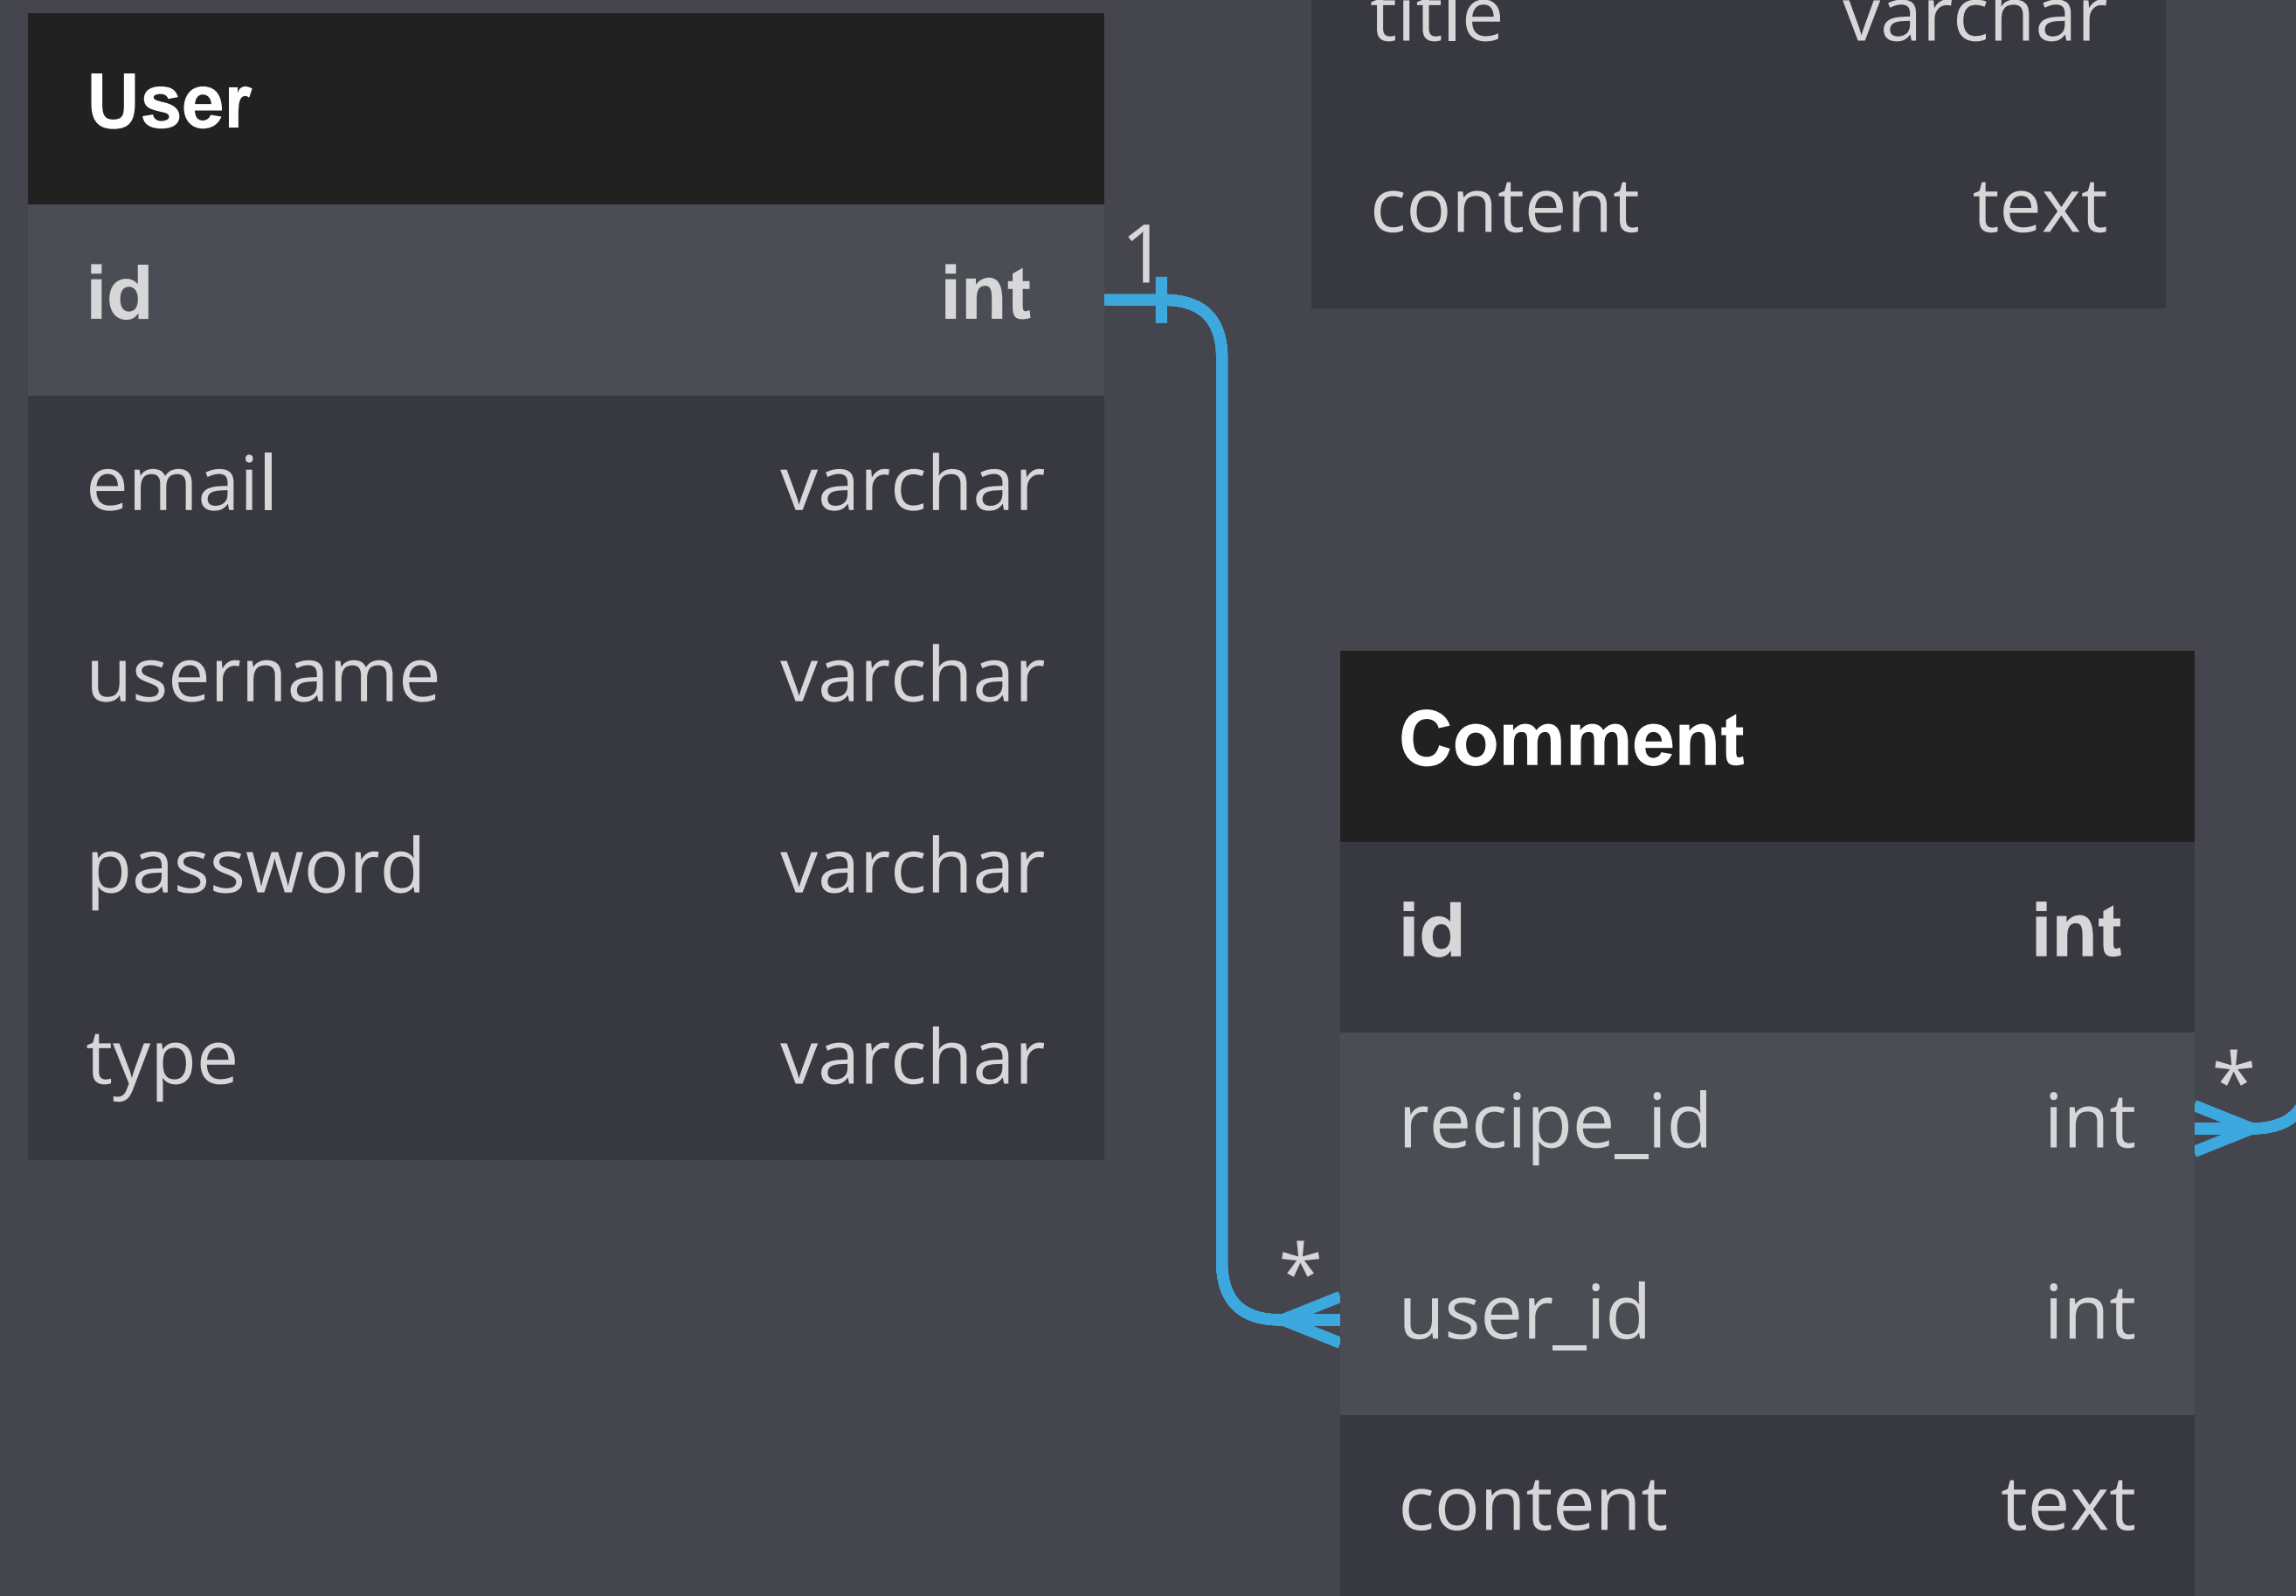 title varchar
content text
User
id int
email varchar
username varchar
password varchar
type varchar
1
*
Comment
id int
recipe_id int
user_id int
content text
*